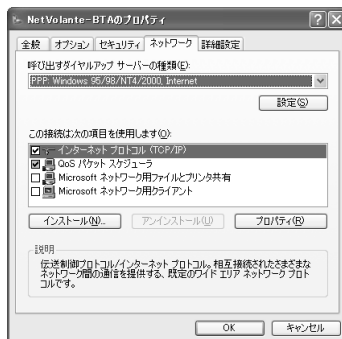 NetVolante-BTAのプロパティ
全般 オプション セキュリティ ネットワーク 詳細設定
呼び出すダイヤルアップ サーバーの種類(E):
PPP: Windows 95/98/NT4/2000, Internet
設定(S)
この接続は次の項目を使用します(O):
インターネット プロトコル (TCP/IP)
QoS パケット スケジューラ
Microsoft ネットワーク用ファイルとプリンタ共有
Microsoft ネットワーク用クライアント
インストール(N)... アンインストール(U) プロパティ(R)
説明
伝送制御プロトコル/インターネット プロトコル。相互接続されたさまざまな
ネットワーク間の通信を提供する、既定のワイド エリア ネットワーク プロト
コルです。
OK キャンセル